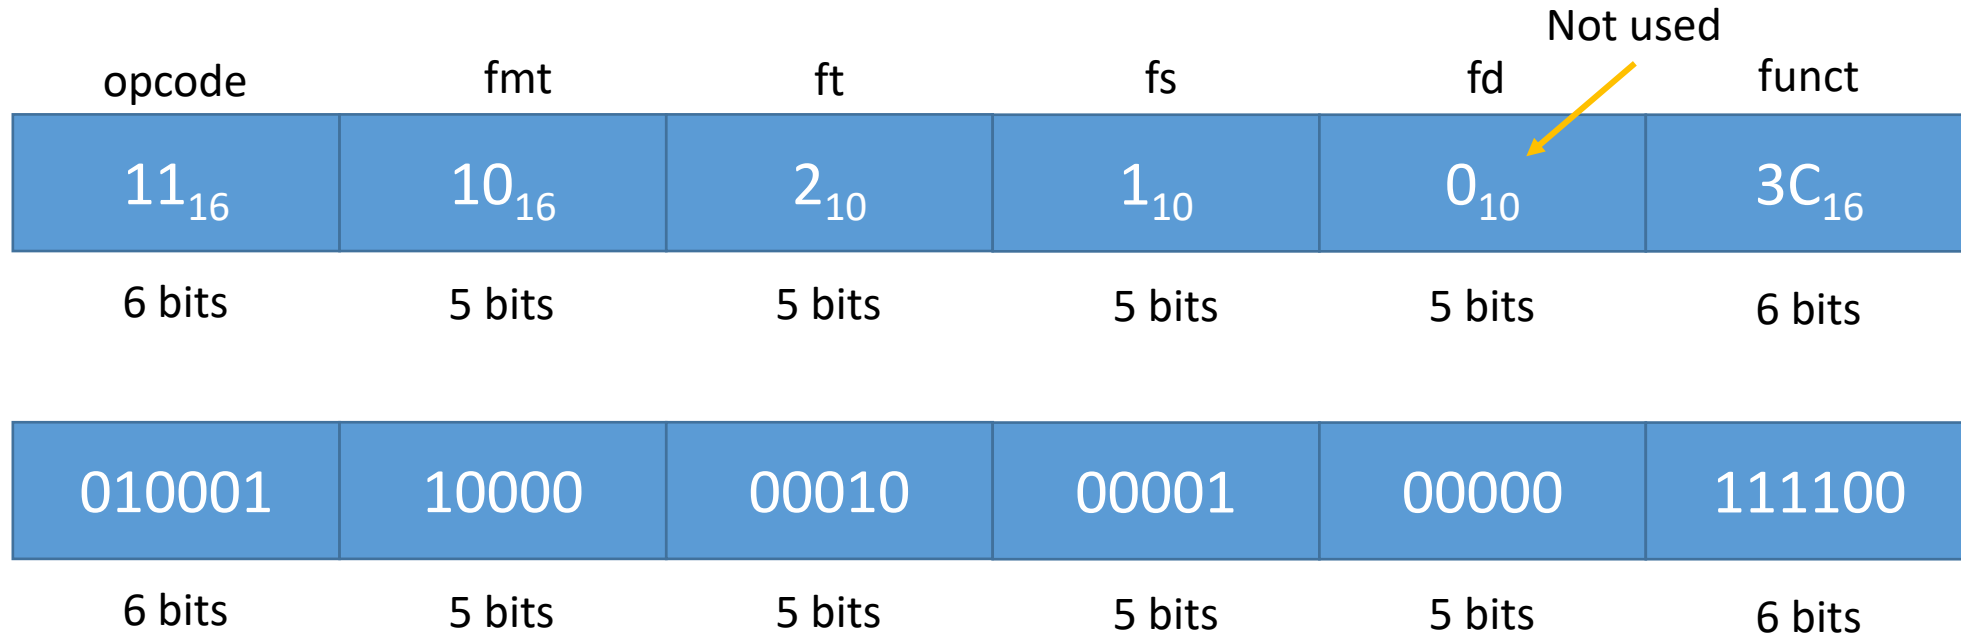 Not used
opcode fmt ft fs fd funct
11₁₆ 10₁₆ 2₁₀ 1₁₀ 0₁₀ 3C₁₆
6 bits 5 bits 5 bits 5 bits 5 bits 6 bits
010001 10000 00010 00001 00000 111100
6 bits 5 bits 5 bits 5 bits 5 bits 6 bits